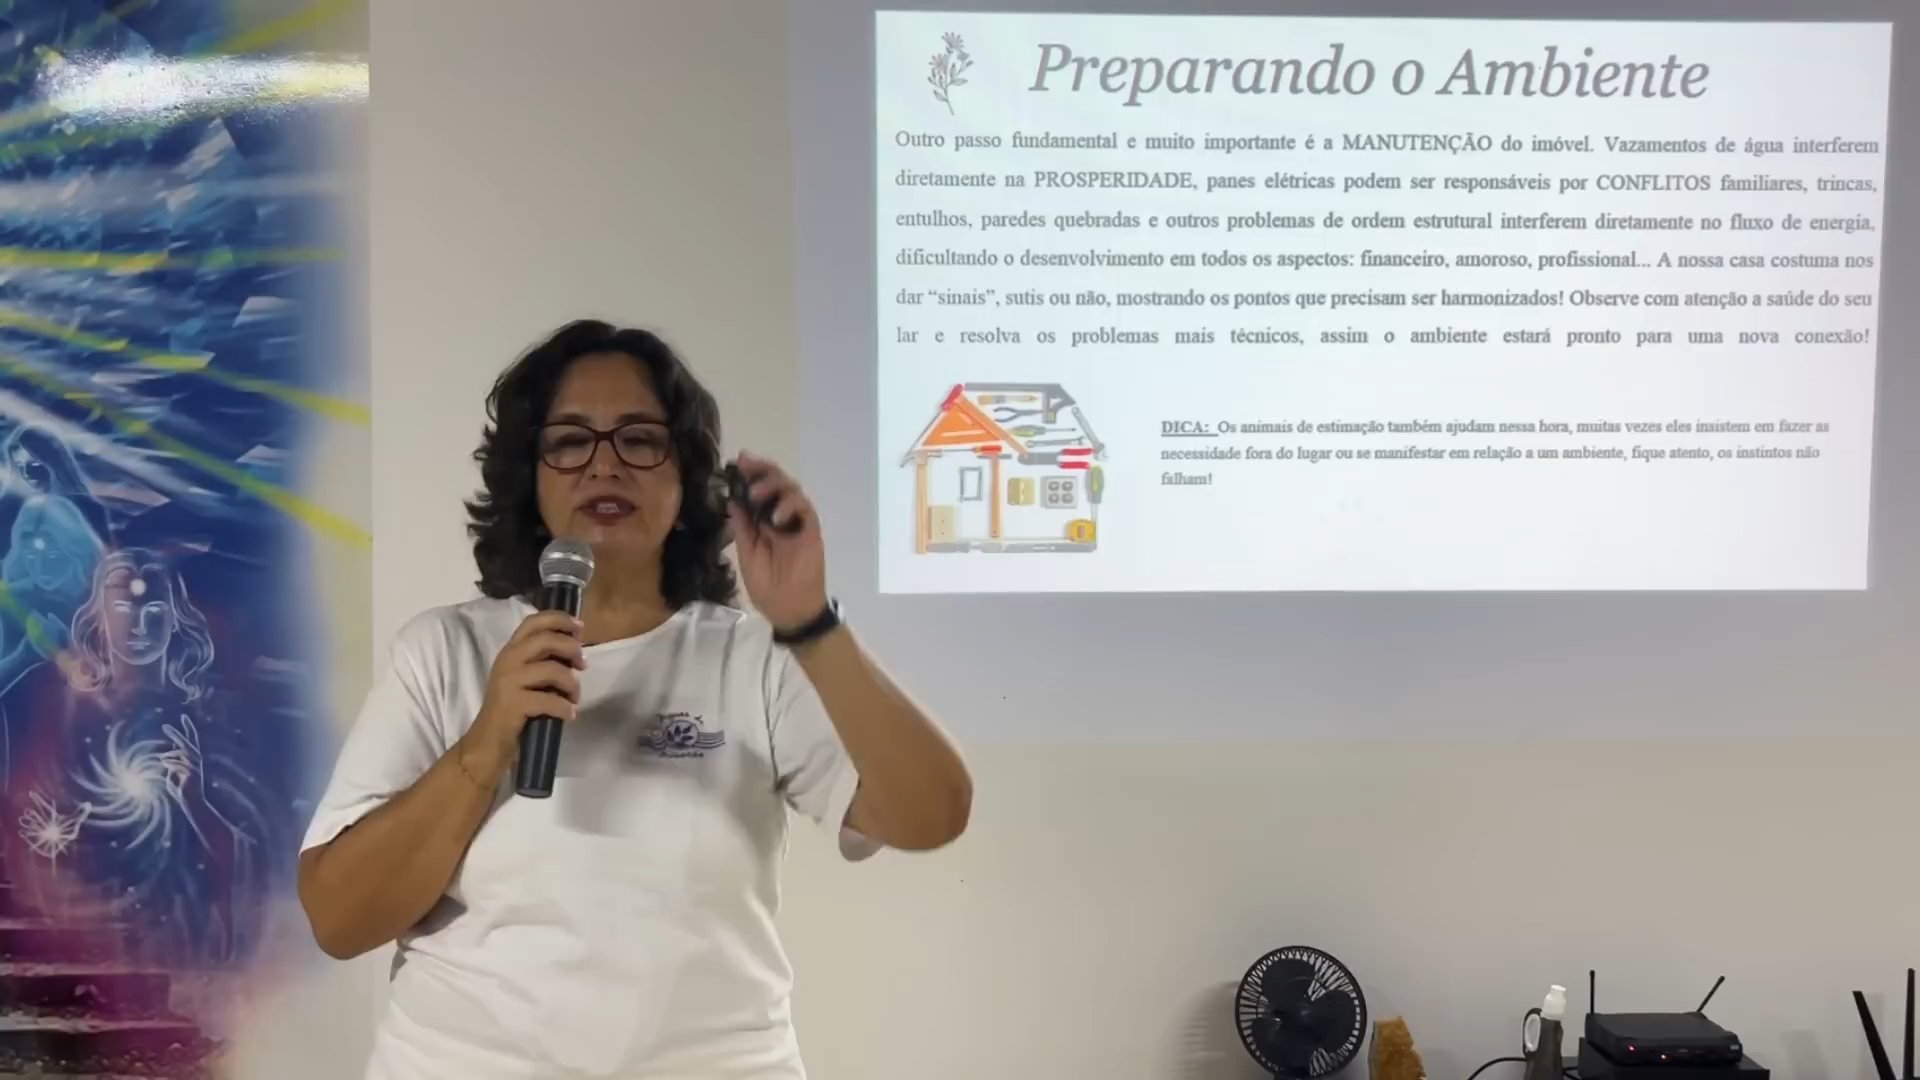 Preparando o Ambiente
Outro passo fundamental e muito importante é a MANUTENÇÃO do imóvel. Vazamentos de água interferem
diretamente na PROSPERIDADE, panes elétricas podem ser responsáveis por CONFLITOS familiares, trincas,
entulhos, paredes quebradas e outros problemas de ordem estrutural interferem diretamente no fluxo de energia,
dificultando o desenvolvimento em todos os aspectos: financeiro, amoroso, profissional... A nossa casa costuma nos
dar “sinais”, sutis ou não, mostrando os pontos que precisam ser harmonizados! Observe com atenção a saúde do seu
lar e resolva os problemas mais técnicos, assim o ambiente estará pronto para uma nova conexão!
DICA: Os animais de estimação também ajudam nessa hora, muitas vezes eles insistem em fazer as
necessidade fora do lugar ou se manifestar em relação a um ambiente, fique atento, os instintos não
falham!